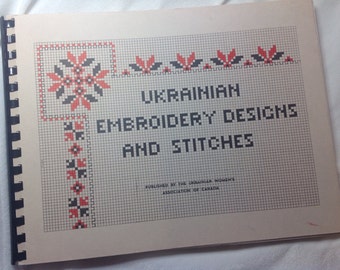 UKRAINIAN
EMBROIDERY DESIGNS
AND STITCHES
PUBLISHED BY THE UKRAINIAN WOMEN'S
ASSOCIATION OF CANADA